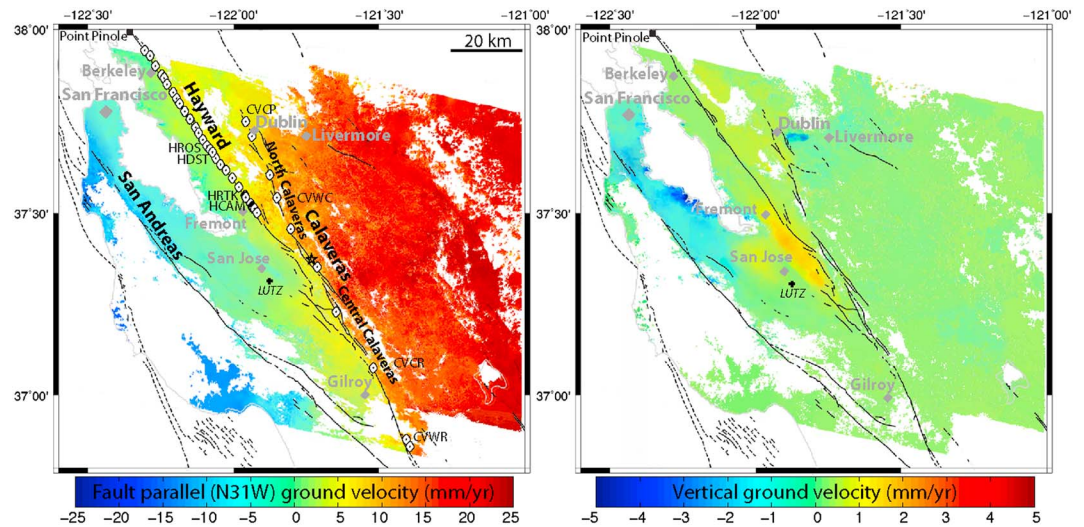 −122°30' −122°00' −121°30' −121°00'
38°00'
37°30'
37°00'
Point Pinole
20 km
Berkeley
San Francisco
Hayward
CVCP
Dublin
Livermore
HROS
HDST
North Calaveras
HRTK
HCAM
CVWC
San Andreas
Fremont
Calaveras
San Jose
LUTZ
Central Calaveras
CVCR
Gilroy
CVWR
Fault parallel (N31W) ground velocity (mm/yr)
−25 −20 −15 −10 −5 0 5 10 15 20 25
−122°30' −122°00' −121°30' −121°00'
38°00'
37°30'
37°00'
Point Pinole
Berkeley
San Francisco
Dublin
Livermore
Fremont
San Jose
LUTZ
Gilroy
Vertical ground velocity (mm/yr)
−5 −4 −3 −2 −1 0 1 2 3 4 5